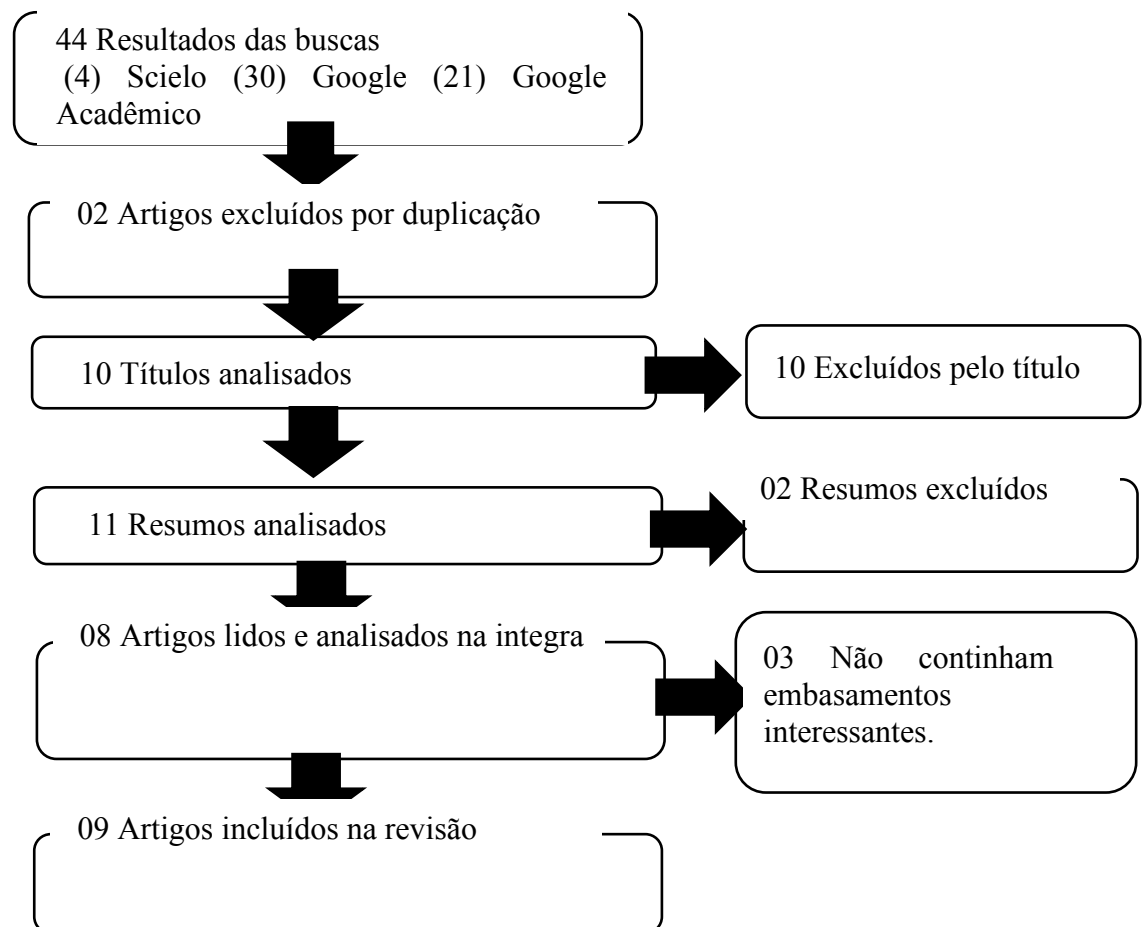 44 Resultados das buscas
(4) Scielo (30) Google (21) Google
Acadêmico
02 Artigos excluídos por duplicação
10 Títulos analisados
10 Excluídos pelo título
11 Resumos analisados
02 Resumos excluídos
08 Artigos lidos e analisados na integra
03 Não continham
embasamentos
interessantes.
09 Artigos incluídos na revisão